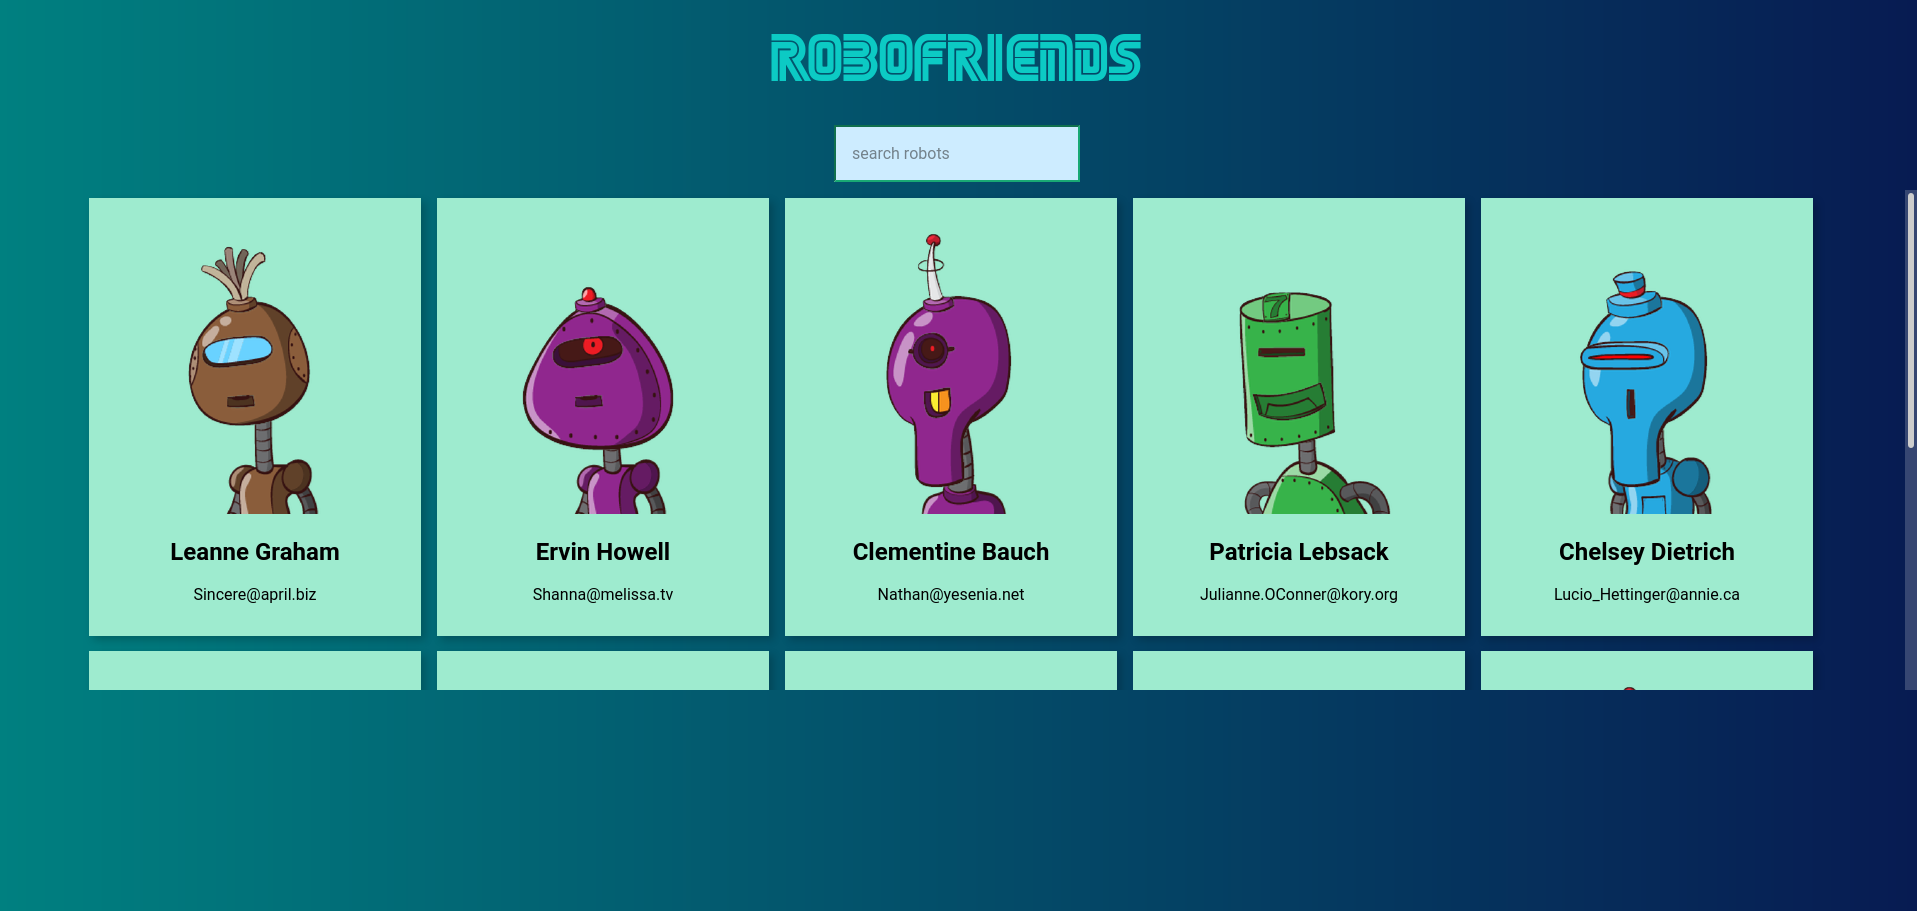 ROBOFRIENDS
search robots
7
Leanne Graham
Sincere@april.biz
Ervin Howell
Shanna@melissa.tv
Clementine Bauch
Nathan@yesenia.net
Patricia Lebsack
Julianne.OConner@kory.org
Chelsey Dietrich
Lucio_Hettinger@annie.ca